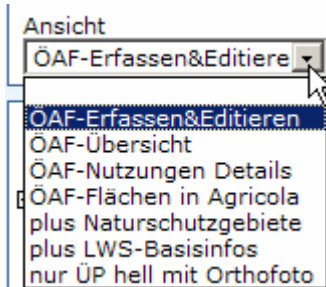 Ansicht
ÖAF-Erfassen&Editiere
ÖAF-Erfassen&Editieren
ÖAF-Übersicht
ÖAF-Nutzungen Details
ÖAF-Flächen in Agricola
plus Naturschutzgebiete
plus LWS-Basisinfos
nur ÜP hell mit Orthofoto